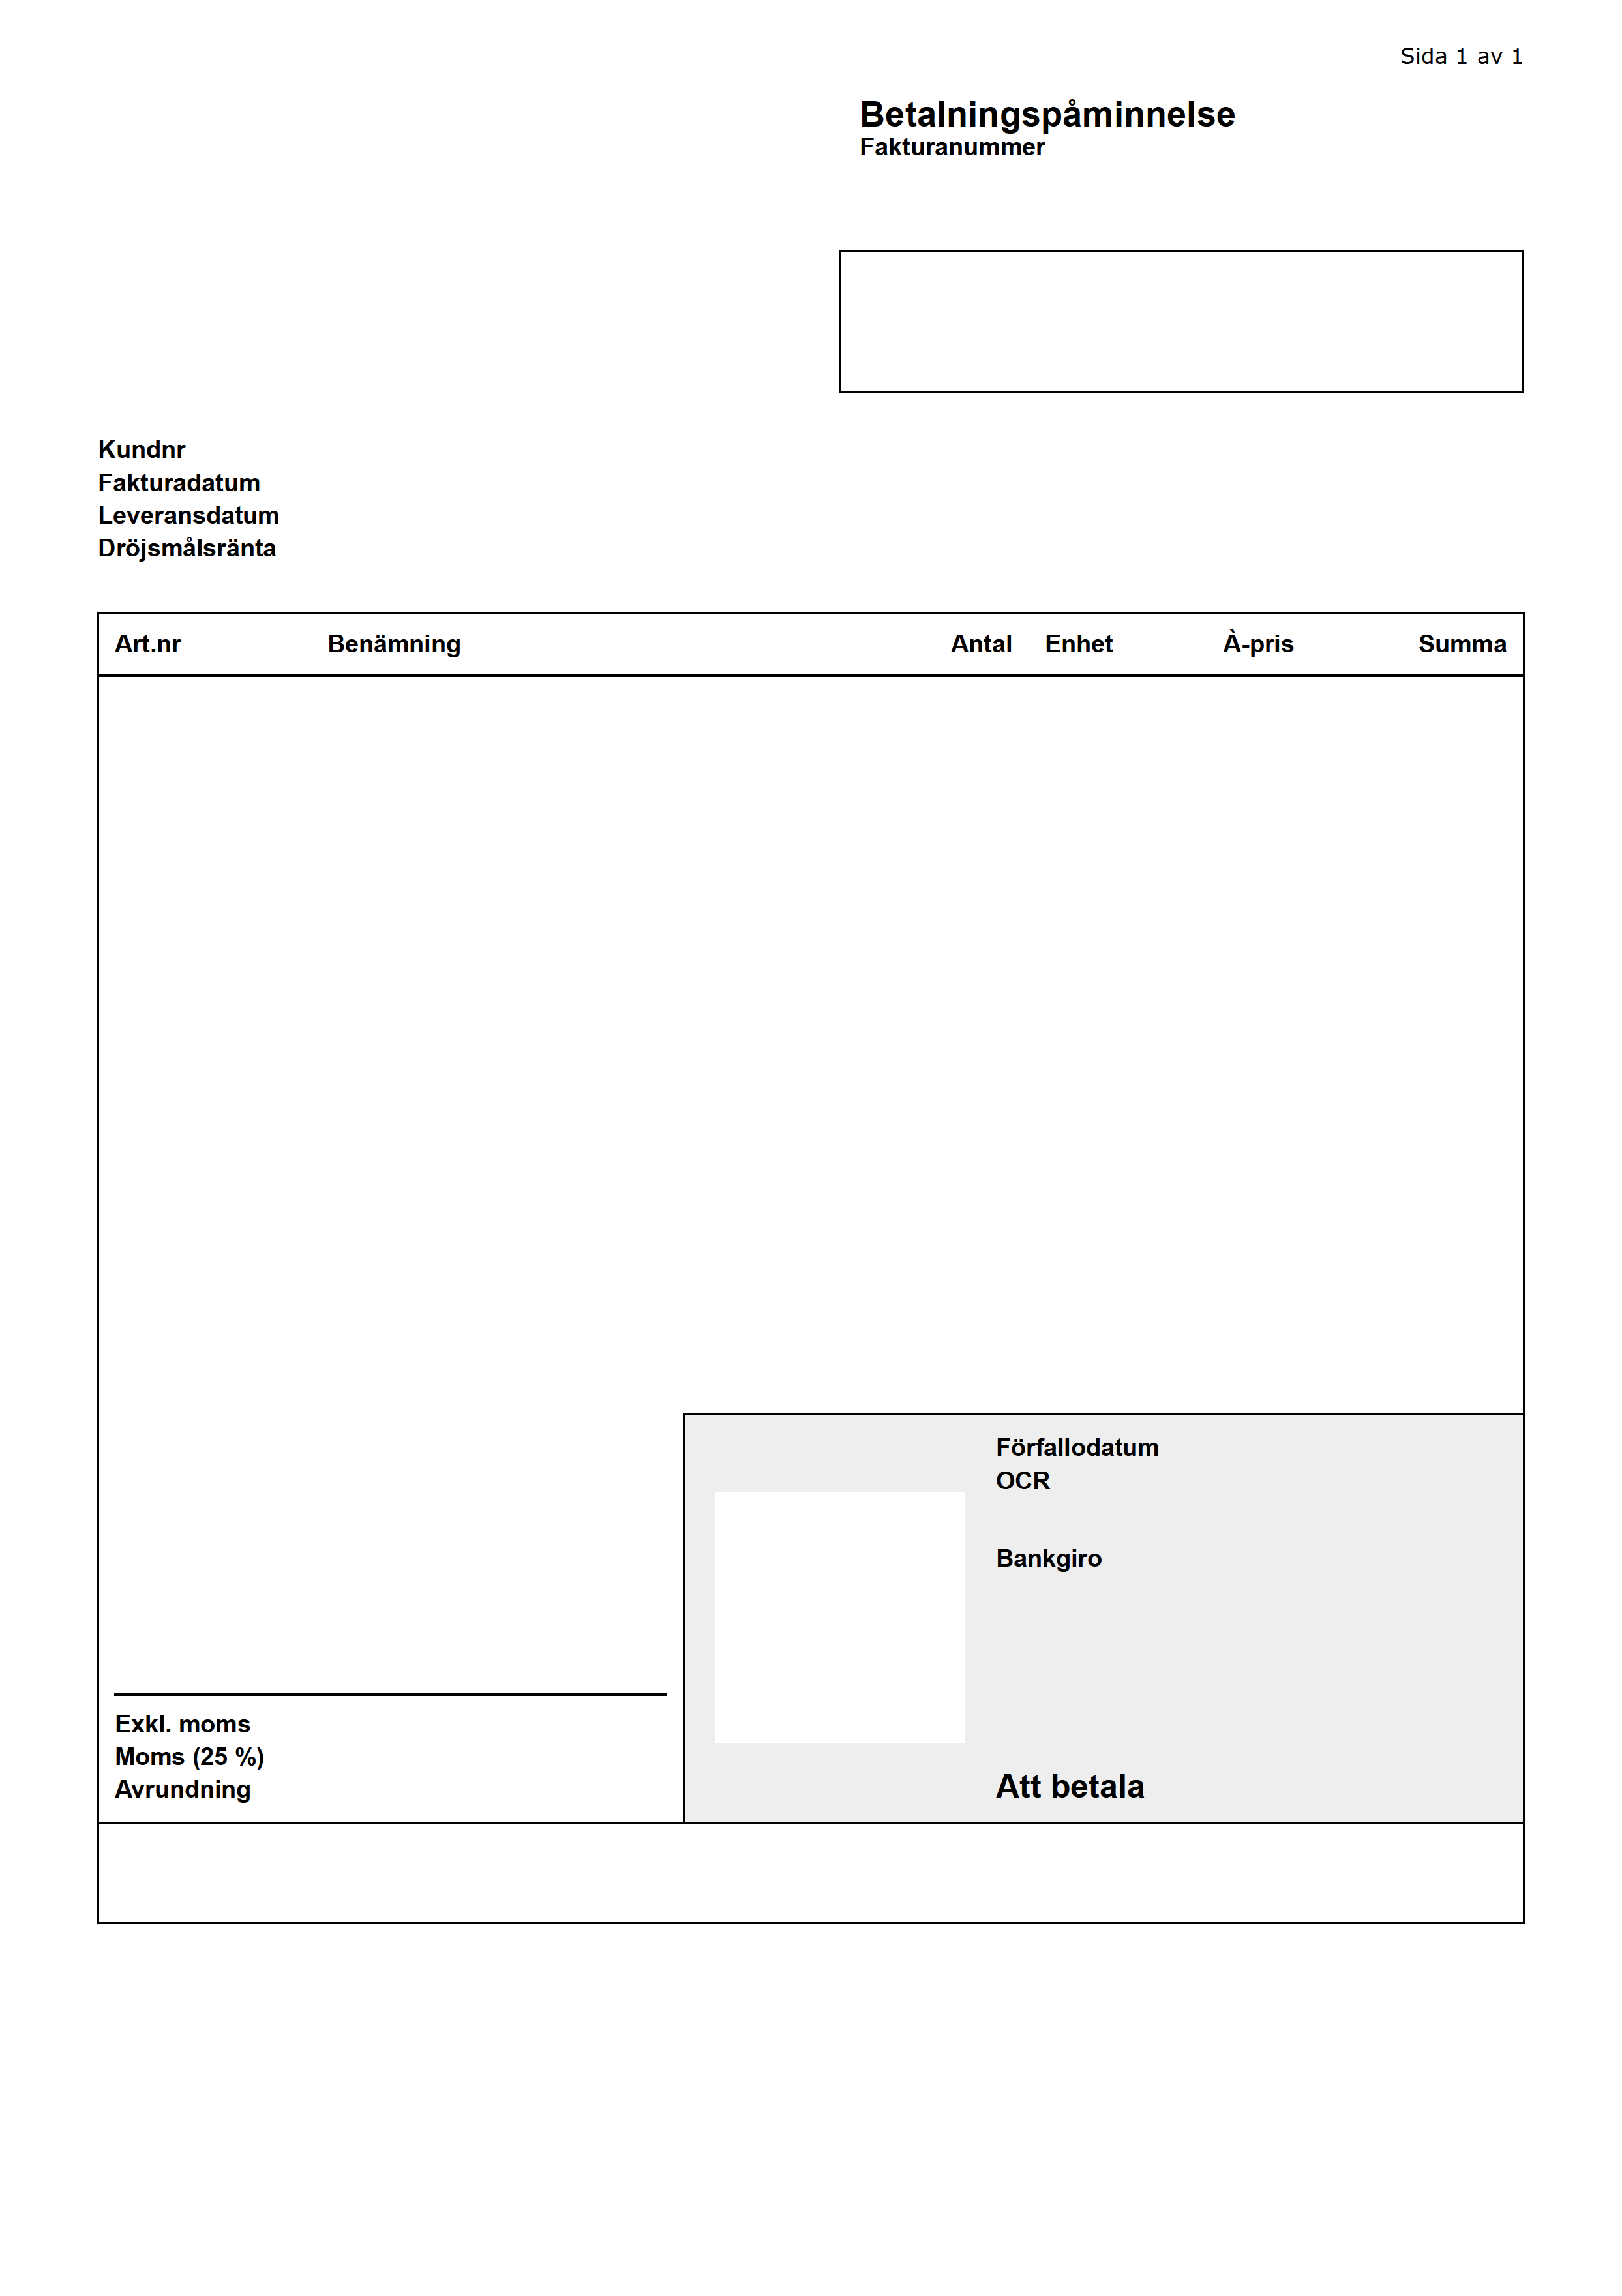 Sida 1 av 1
Betalningspåminnelse
Fakturanummer
Kundnr
Fakturadatum
Leveransdatum
Dröjsmålsränta
Art.nr Benämning Antal Enhet À-pris Summa
Förfallodatum
OCR
Bankgiro
Exkl. moms
Moms (25 %)
Avrundning
Att betala